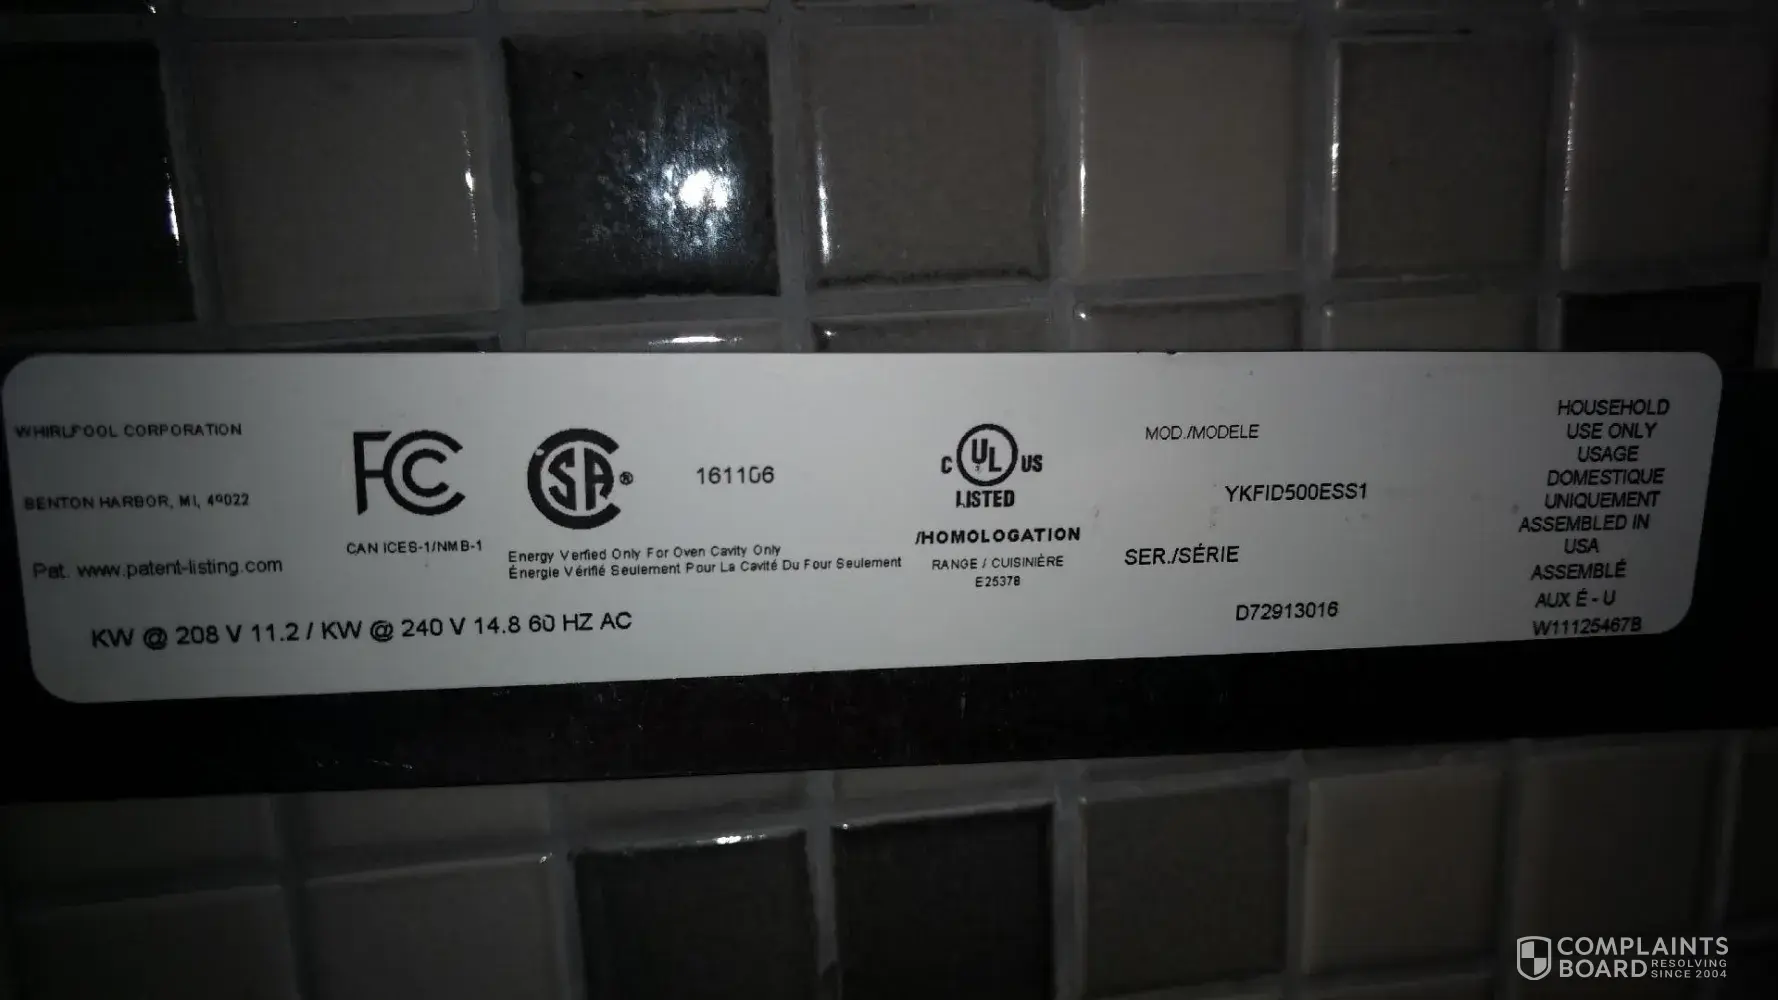 WHIRLPOOL CORPORATION
BENTON HARBOR, MI, 49022
Pat. www.patent-listing.com
KW @ 208 V 11.2 / KW @ 240 V 14.8 60 HZ AC
FC
CAN ICES-1/NMB-1
SA®
161106
Energy Verfied Only For Oven Cavity Only
Énergie Vérifié Seulement Pour La Cavité Du Four Seulement
C UL US
LISTED
/HOMOLOGATION
RANGE / CUISINIÈRE
E25378
MOD./MODELE
YKFID500ESS1
SER./SÉRIE
D72913016
HOUSEHOLD
USE ONLY
USAGE
DOMESTIQUE
UNIQUEMENT
ASSEMBLED IN
USA
ASSEMBLÉ
AUX É - U
W11125467B
COMPLAINTS
BOARD RESOLVING
SINCE 2004